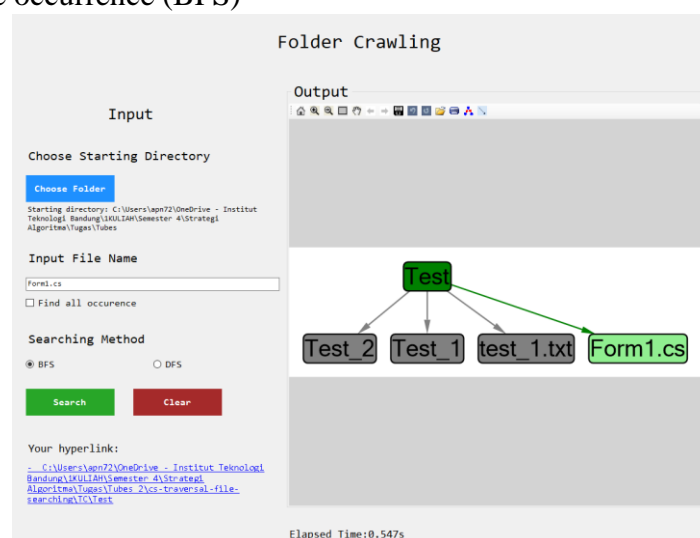 occurrence (BFS)
Folder Crawling
Input
Choose Starting Directory
Choose Folder
Starting directory: C:\Users\apn72\OneDrive - Institut
Teknologi Bandung\1KULIAH\Semester 4\Strategi
Algoritma\Tugas\Tubes
Input File Name
Form1.cs
Find all occurence
Searching Method
BFS
DFS
Search
Clear
Your hyperlink:
- C:\Users\apn72\OneDrive - Institut Teknologi
Bandung\1KULIAH\Semester 4\Strategi
Algoritma\Tugas\Tubes 2\cs-traversal-file-
searching\TC\Test
Output
Test
Test_2
Test_1
test_1.txt
Form1.cs
Elapsed Time:0.547s